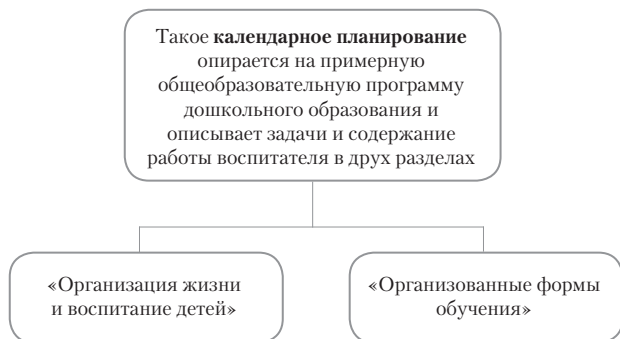 Такое календарное планирование
опирается на примерную
общеобразовательную программу
дошкольного образования и
описывает задачи и содержание
работы воспитателя в друх разделах
«Организация жизни
и воспитание детей»
«Организованные формы
обучения»